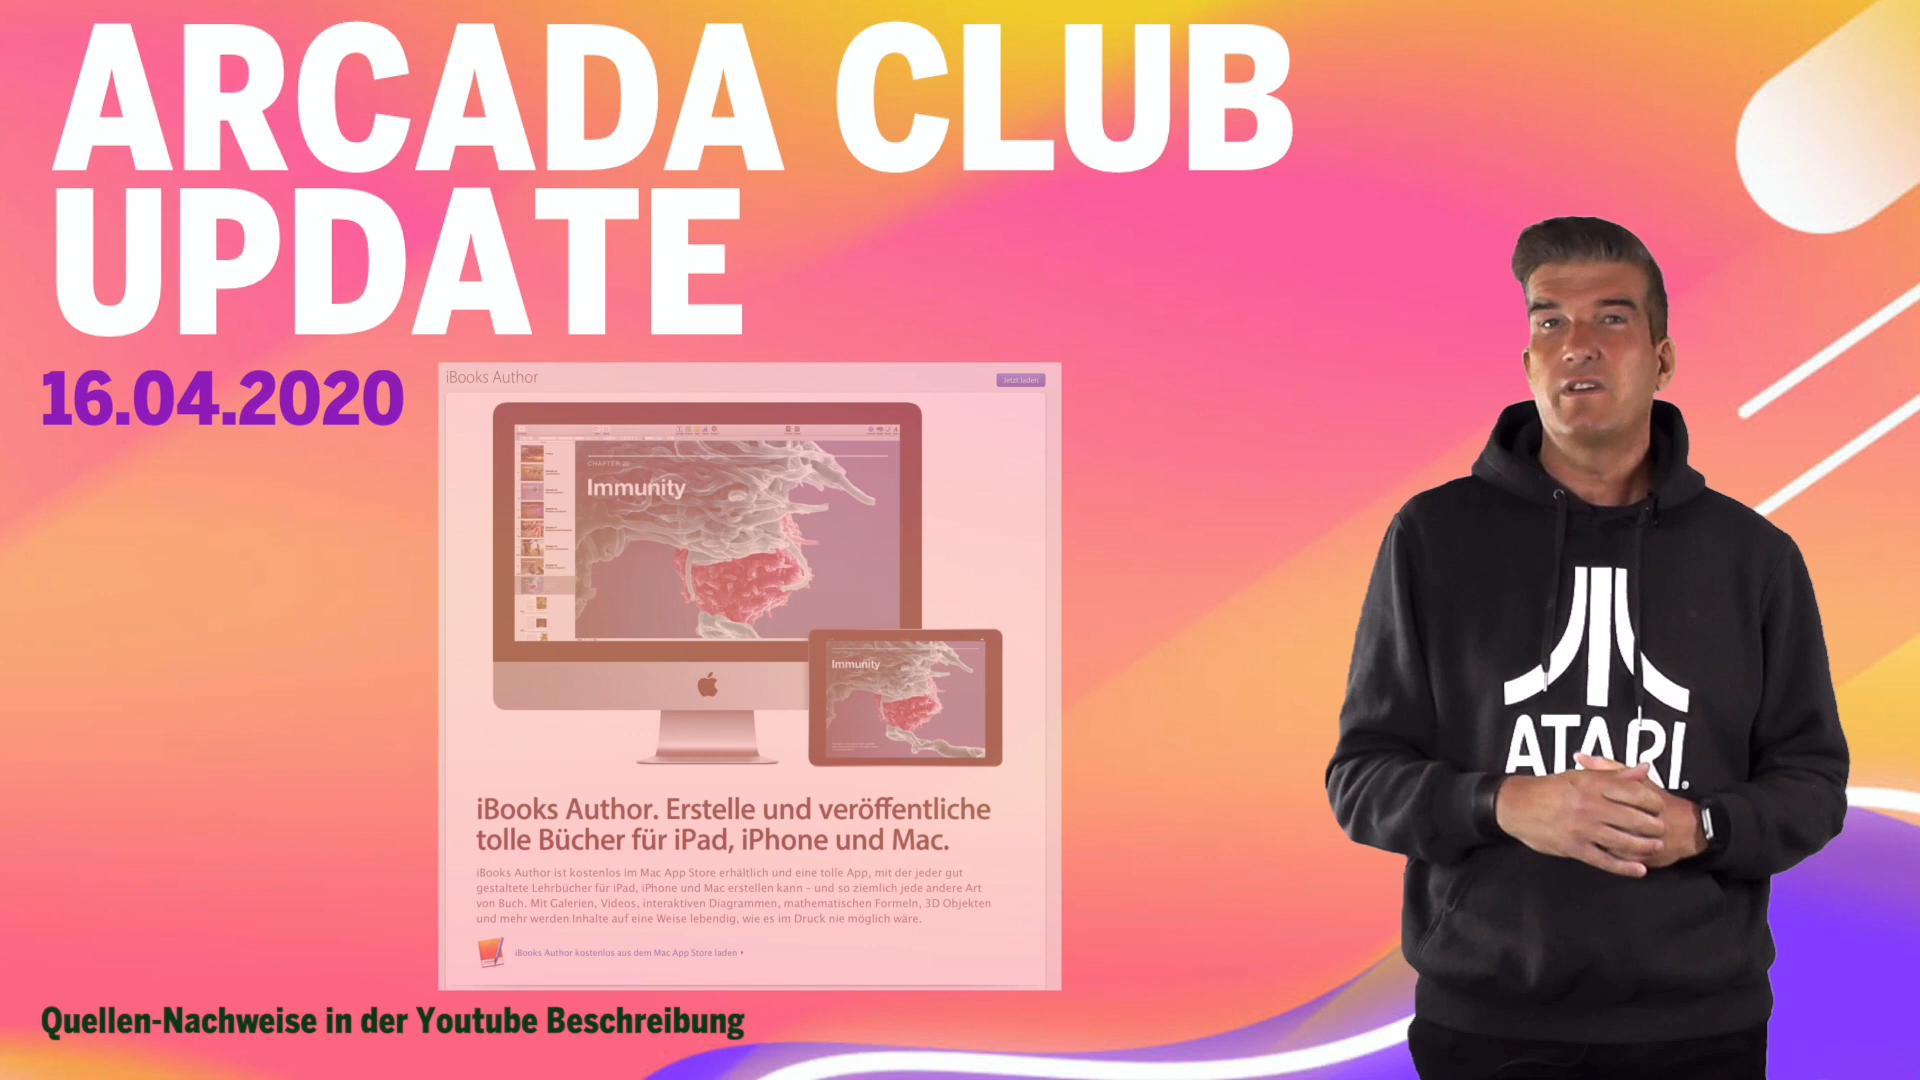 ARCADA CLUB
UPDATE
16.04.2020
iBooks Author
Jetzt laden
CHAPTER 20
Immunity
Immunity
iBooks Author. Erstelle und veröffentliche
tolle Bücher für iPad, iPhone und Mac.
iBooks Author ist kostenlos im Mac App Store erhältlich und eine tolle App, mit der jeder gut
gestaltete Lehrbücher für iPad, iPhone und Mac erstellen kann – und so ziemlich jede andere Art
von Buch. Mit Galerien, Videos, interaktiven Diagrammen, mathematischen Formeln, 3D Objekten
und mehr werden Inhalte auf eine Weise lebendig, wie es im Druck nie möglich wäre.
iBooks Author kostenlos aus dem Mac App Store laden
ATARI
Quellen-Nachweise in der Youtube Beschreibung